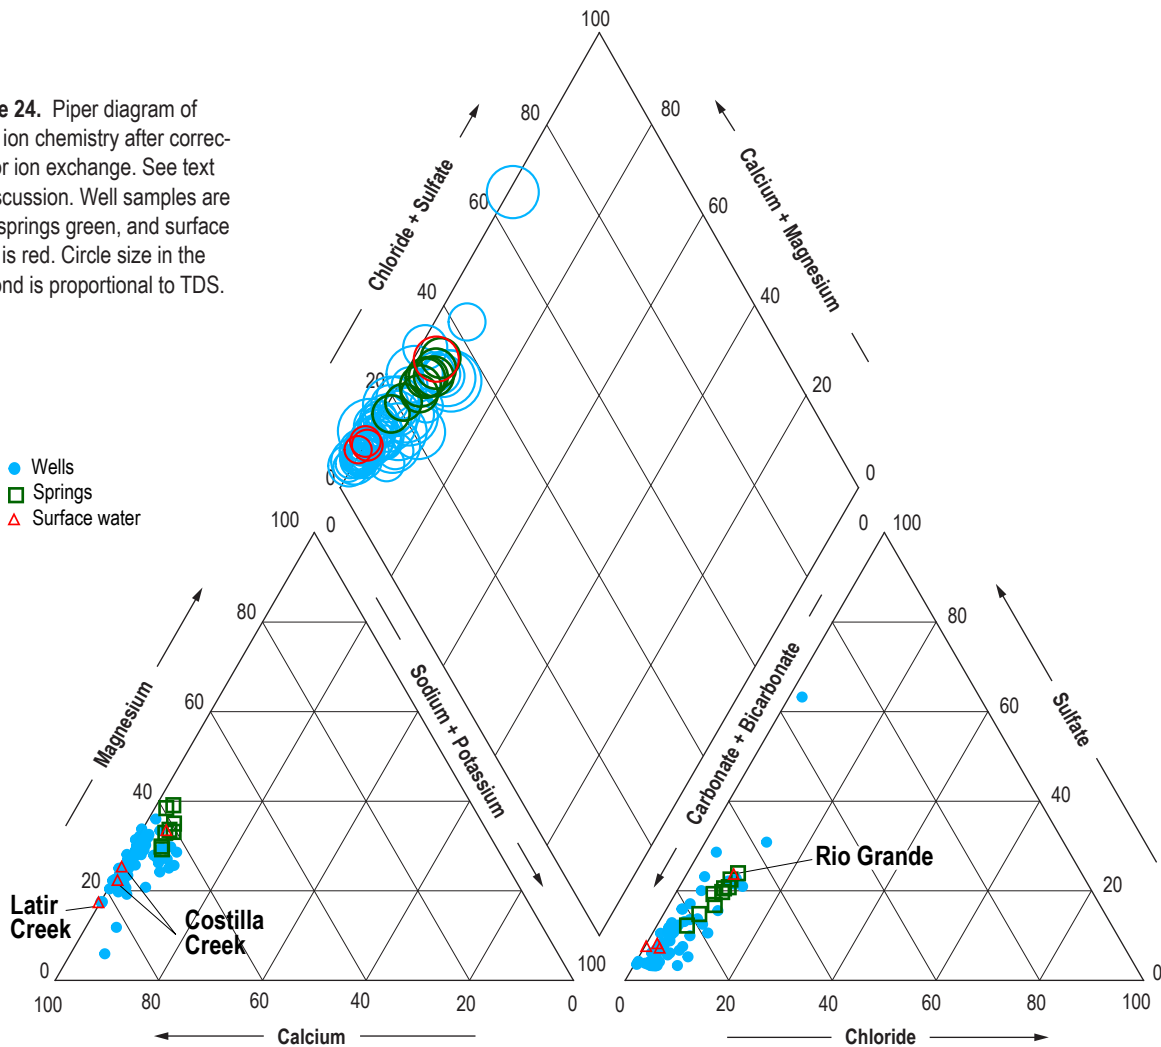 e 24. Piper diagram of
ion chemistry after correc-
or ion exchange. See text
scussion. Well samples are
springs green, and surface
is red. Circle size in the
ond is proportional to TDS.
100
80
80
Chloride + Sulfate
Calcium + Magnesium
60
60
40
40
20
20
0
0
Wells
Springs
Surface water
100
0
0
100
80
80
Magnesium
Sodium + Potassium
Carbonate + Bicarbonate
Sulfate
60
60
40
40
Rio Grande
20
20
Latir
Creek
Costilla
Creek
0
100
0
100
80
60
40
20
0
0
20
40
60
80
100
Calcium
Chloride